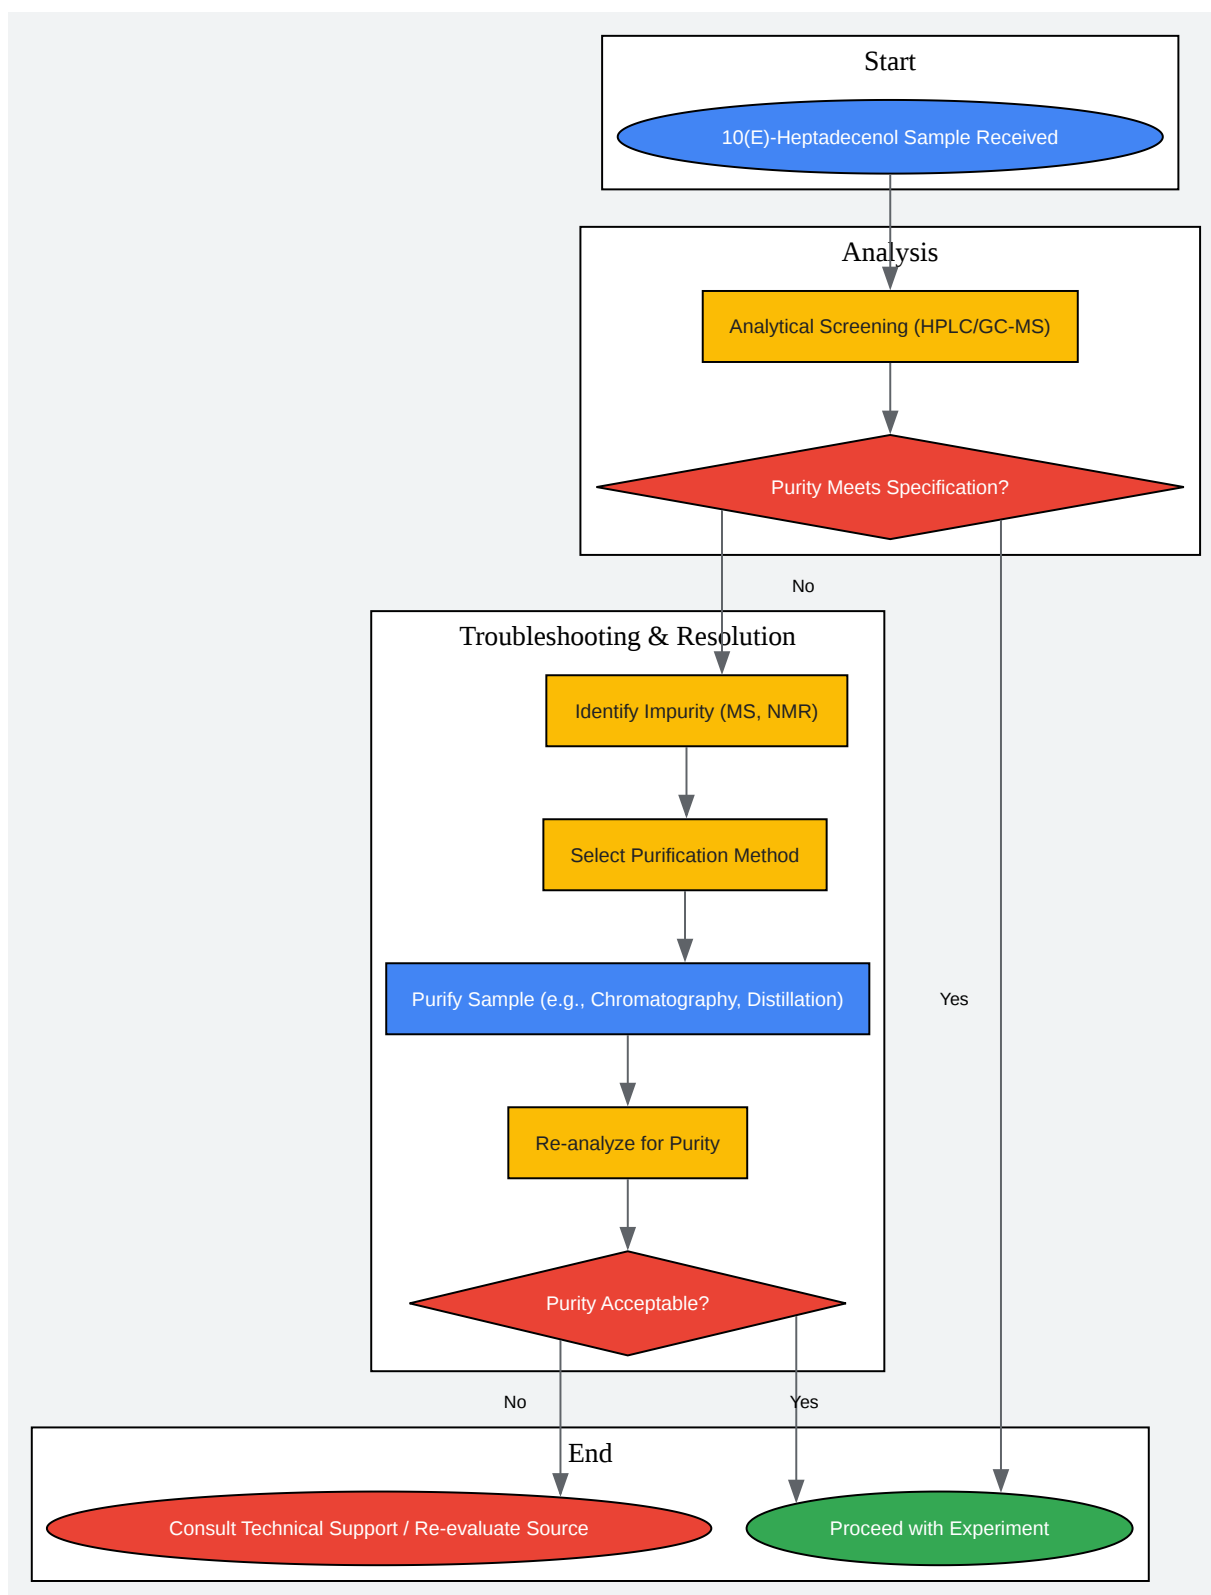 Start
10(E)-Heptadecenol Sample Received
Analysis
Analytical Screening (HPLC/GC-MS)
Purity Meets Specification?
No
Troubleshooting & Resolution
Identify Impurity (MS, NMR)
Select Purification Method
Purify Sample (e.g., Chromatography, Distillation)
Yes
Re-analyze for Purity
Purity Acceptable?
No
Yes
End
Consult Technical Support / Re-evaluate Source
Proceed with Experiment